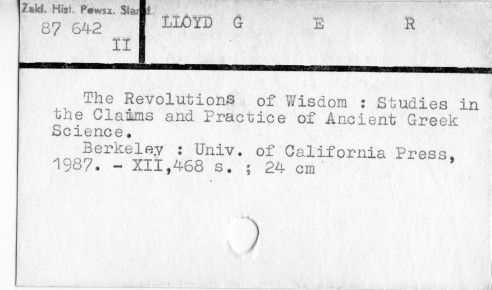 Zakł. Hist. Powsz. Star.
87 642
II
LLOYD G E R
The Revolutions of Wisdom : Studies in
the Claims and Practice of Ancient Greek
Science.
Berkeley : Univ. of California Press,
1987. - XII,468 s. ; 24 cm